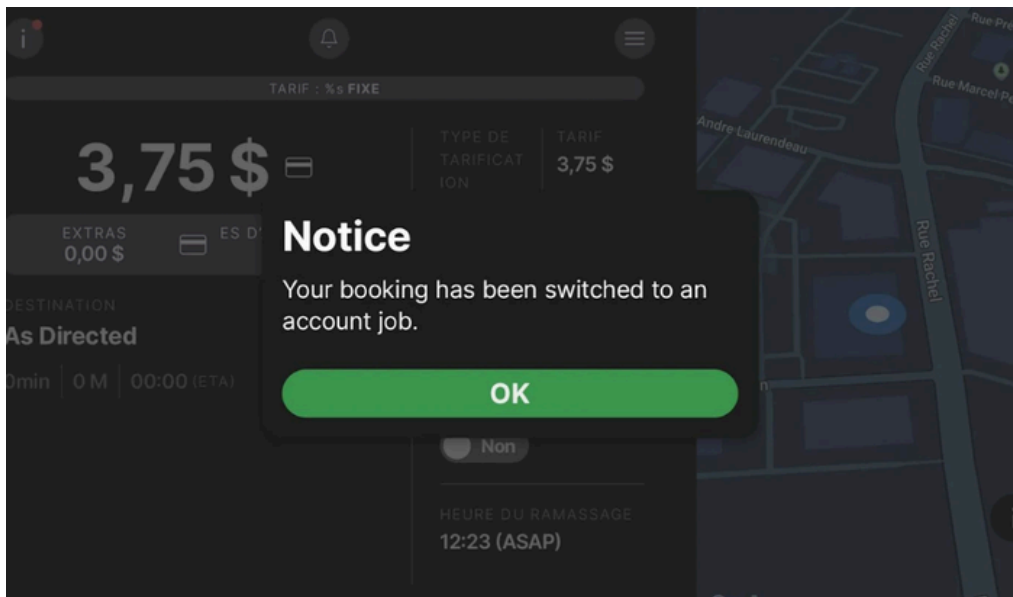 i
TARIF : %s FIXE
3,75 $
TYPE DE
TARIFICAT
ION
TARIF
3,75 $
EXTRAS
0,00 $
ES D'
Notice
Your booking has been switched to an
account job.
OK
DESTINATION
As Directed
0min
0 M
00:00 (ETA)
Non
HEURE DU RAMASSAGE
12:23 (ASAP)
Rue Rachel
Rue Marcel
Andre Laurendeau
Rue Rachel